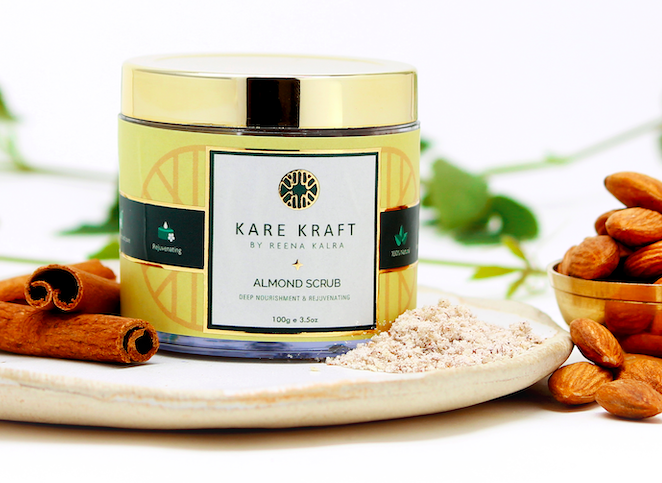 KARE KRAFT
BY REENA KALRA
ALMOND SCRUB
DEEP NOURISHMENT & REJUVENATING
100g e 3.5oz
Rejuvenating
100% Natural